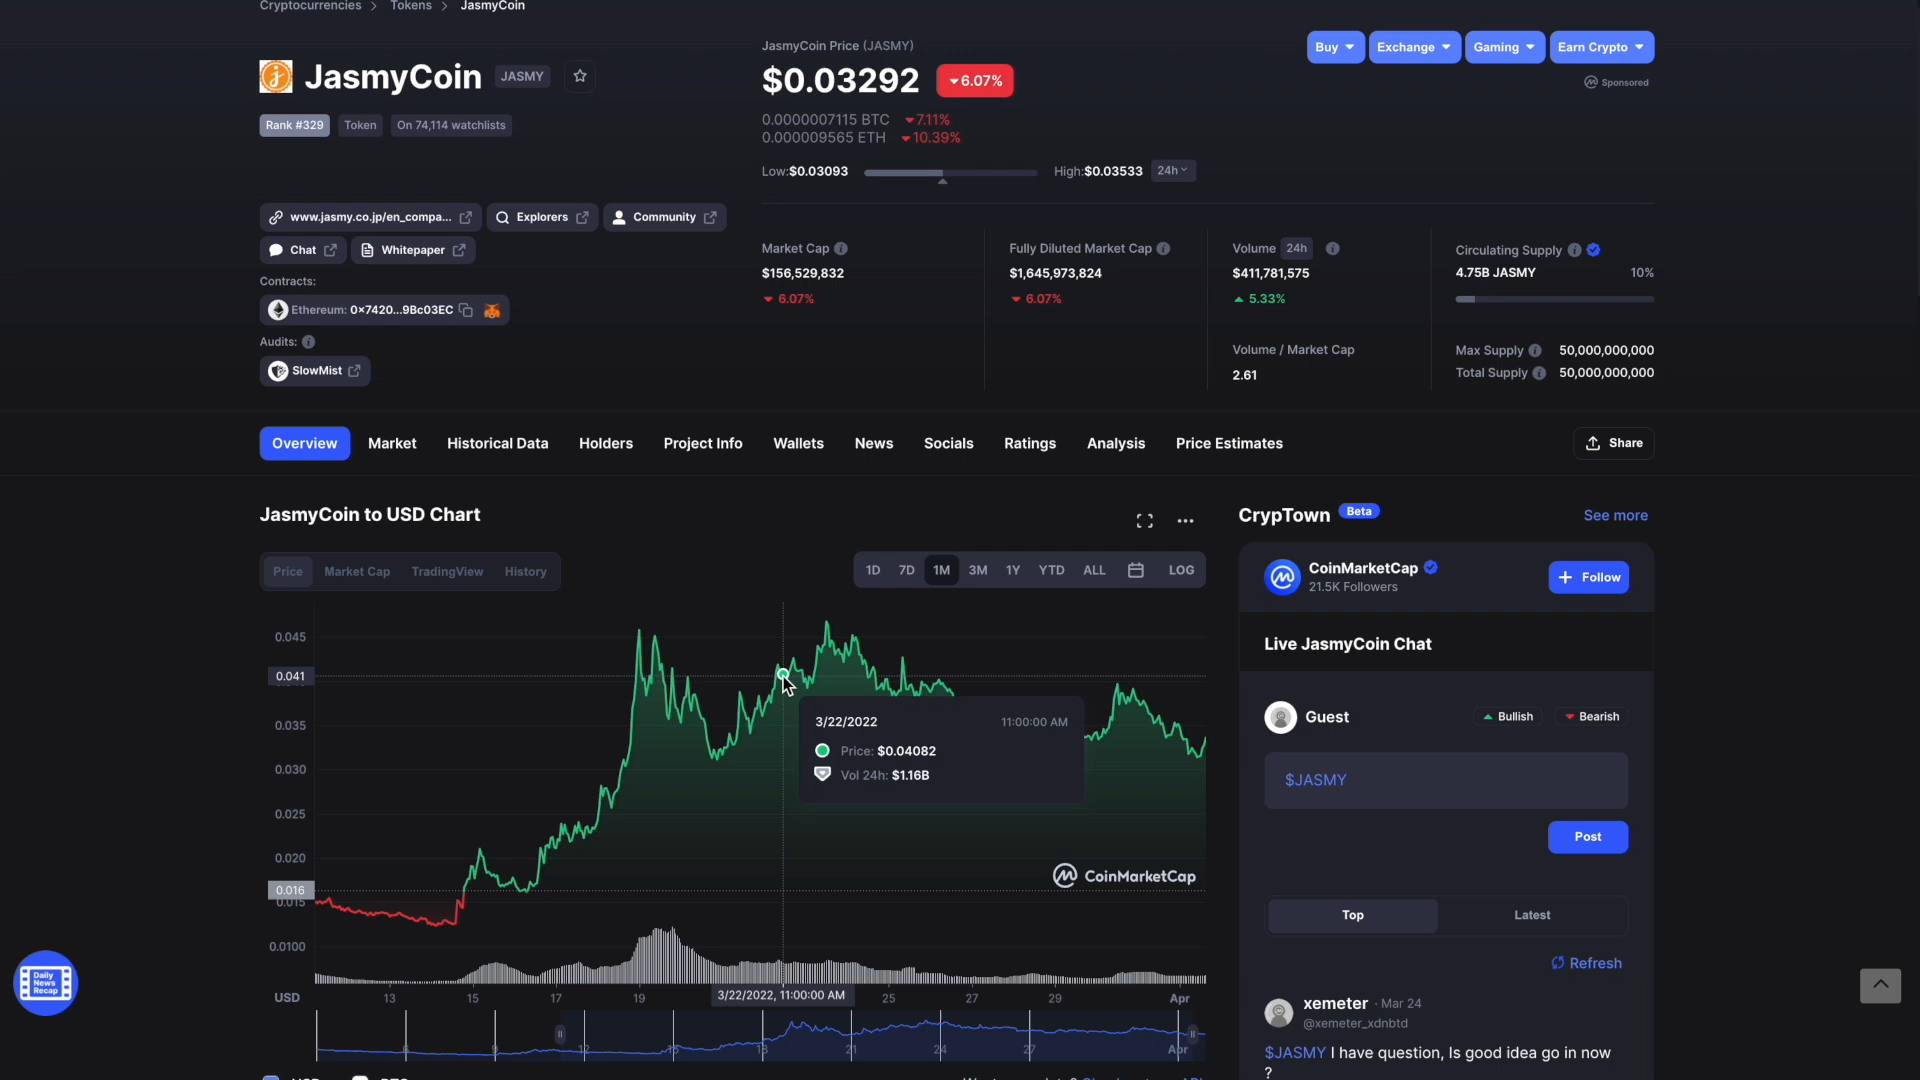 Cryptocurrencies > Tokens > JasmyCoin
JasmyCoin JASMY
Rank #329 Token On 74,114 watchlists
JasmyCoin Price (JASMY)
$0.03292 6.07%
0.0000007115 BTC 7.11%
0.000009565 ETH 10.39%
Low:$0.03093 High:$0.03533 24h
Buy Exchange Gaming Earn Crypto
Sponsored
www.jasmy.co.jp/en_compa... Explorers Community
Chat Whitepaper
Contracts:
Ethereum: 0x7420...9Bc03EC
Audits:
SlowMist
Market Cap
$156,529,832
6.07%
Fully Diluted Market Cap
$1,645,973,824
6.07%
Volume 24h
$411,781,575
5.33%
Volume / Market Cap
2.61
Circulating Supply
4.75B JASMY 10%
Max Supply 50,000,000,000
Total Supply 50,000,000,000
Overview Market Historical Data Holders Project Info Wallets News Socials Ratings Analysis Price Estimates Share
JasmyCoin to USD Chart
Price Market Cap TradingView History
1D 7D 1M 3M 1Y YTD ALL LOG
0.045
0.041
0.035
0.030
0.025
0.020
0.016
0.015
0.0100
3/22/2022 11:00:00 AM
Price: $0.04082
Vol 24h: $1.16B
CoinMarketCap
USD 13 15 17 19 3/22/2022, 11:00:00 AM 25 27 29 Apr
12 15 18 21 24 27 Apr
Daily
News
Recap
CrypTown Beta See more
CoinMarketCap
21.5K Followers
+ Follow
Live JasmyCoin Chat
Guest Bullish Bearish
$JASMY
Post
Top Latest
Refresh
xemeter · Mar 24
@xemeter_xdnbtd
$JASMY I have question, Is good idea go in now
?